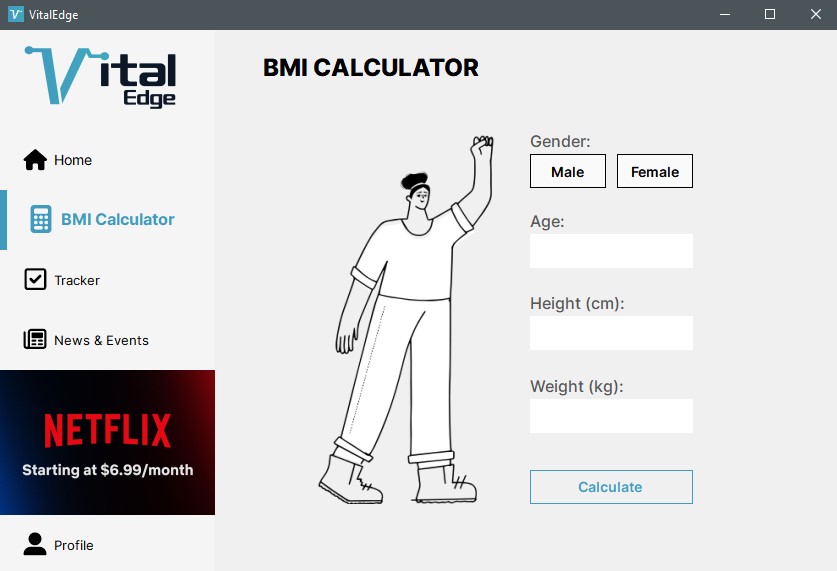 VitalEdge
Vital
Edge
Home
BMI Calculator
Tracker
News & Events
NETFLIX
Starting at $6.99/month
Profile
BMI CALCULATOR
Gender:
Male Female
Age:
Height (cm):
Weight (kg):
Calculate